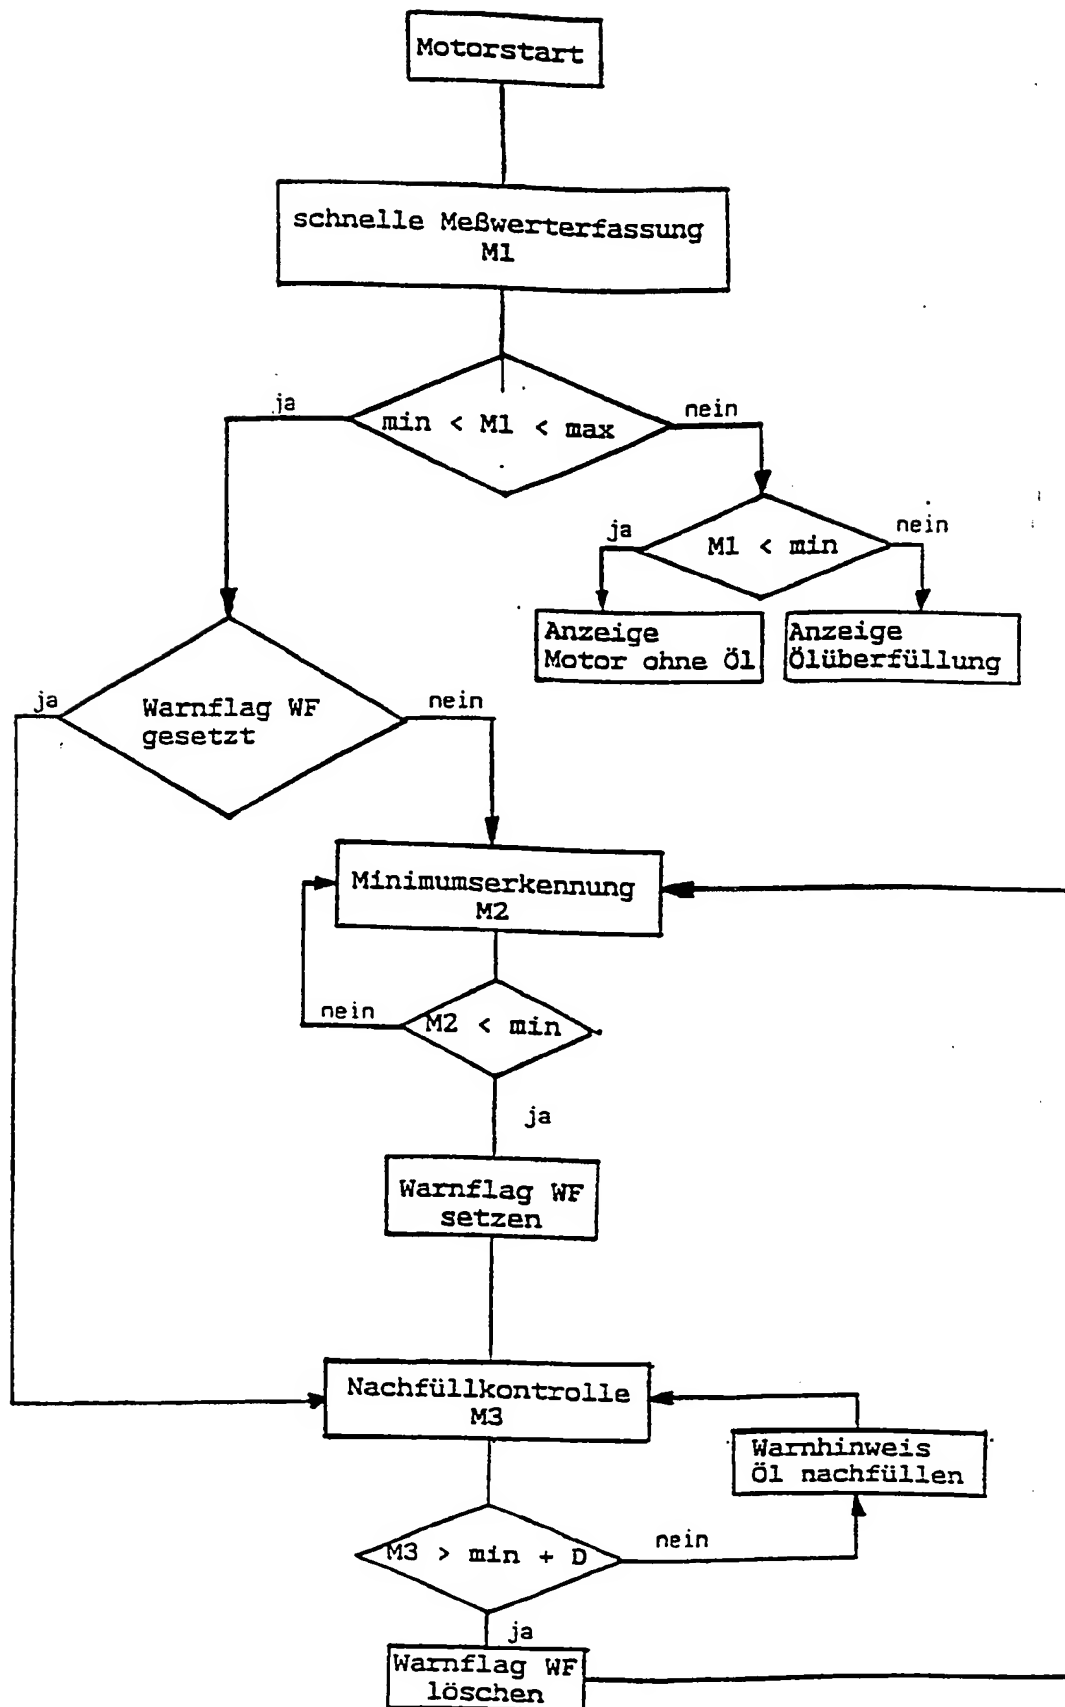 Motorstart
schnelle Meßwerterfassung
M1
min < M1 < max
ja
nein
M1 < min
ja
nein
Anzeige
Motor ohne Öl
Anzeige
Ölüberfüllung
Warnflag WF
gesetzt
ja
nein
Minimumserkennung
M2
M2 < min
nein
ja
Warnflag WF
setzen
Nachfüllkontrolle
M3
Warnhinweis
Öl nachfüllen
M3 > min + D
nein
ja
Warnflag WF
löschen